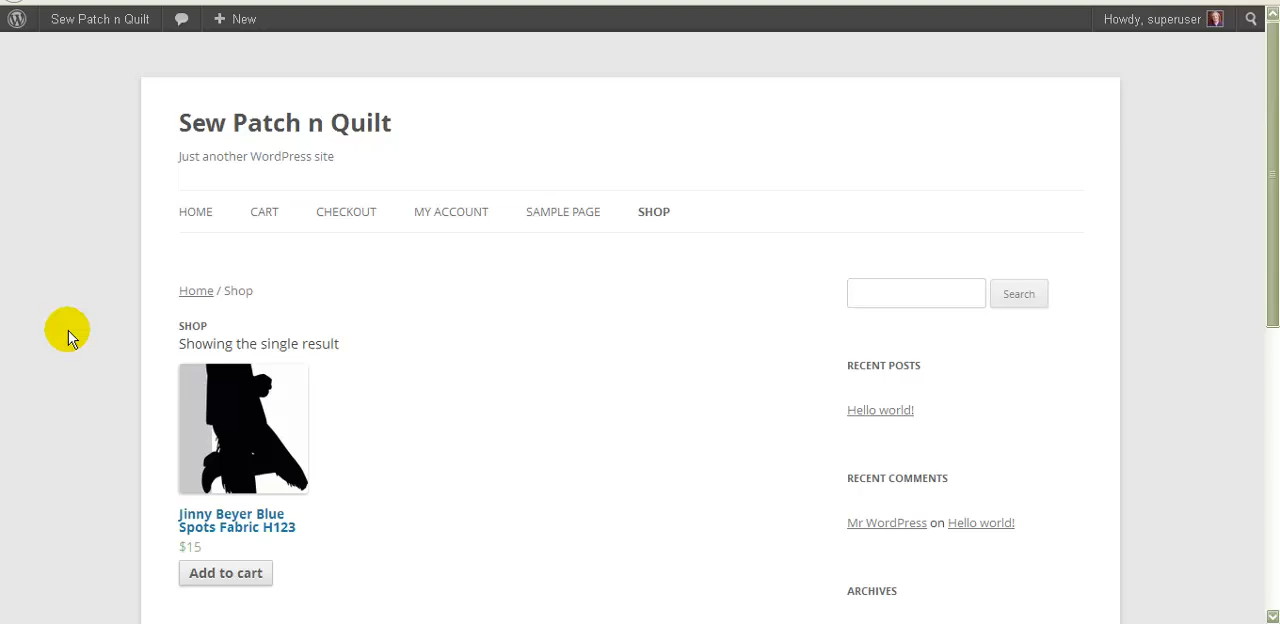 Sew Patch n Quilt
New
Howdy, superuser
Sew Patch n Quilt
Just another WordPress site
HOME
CART
CHECKOUT
MY ACCOUNT
SAMPLE PAGE
SHOP
Home / Shop
SHOP
Showing the single result
Jinny Beyer Blue
Spots Fabric H123
$15
Add to cart
Search
RECENT POSTS
Hello world!
RECENT COMMENTS
Mr WordPress on Hello world!
ARCHIVES